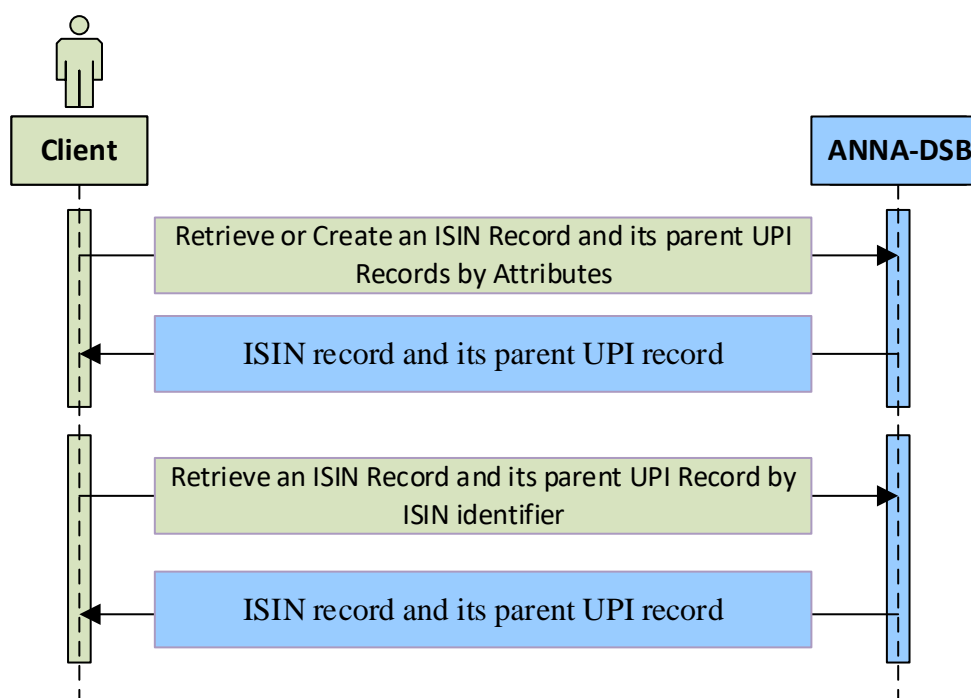 Client
ANNA-DSB
Retrieve or Create an ISIN Record and its parent UPI
Records by Attributes
ISIN record and its parent UPI record
Retrieve an ISIN Record and its parent UPI Record by
ISIN identifier
ISIN record and its parent UPI record